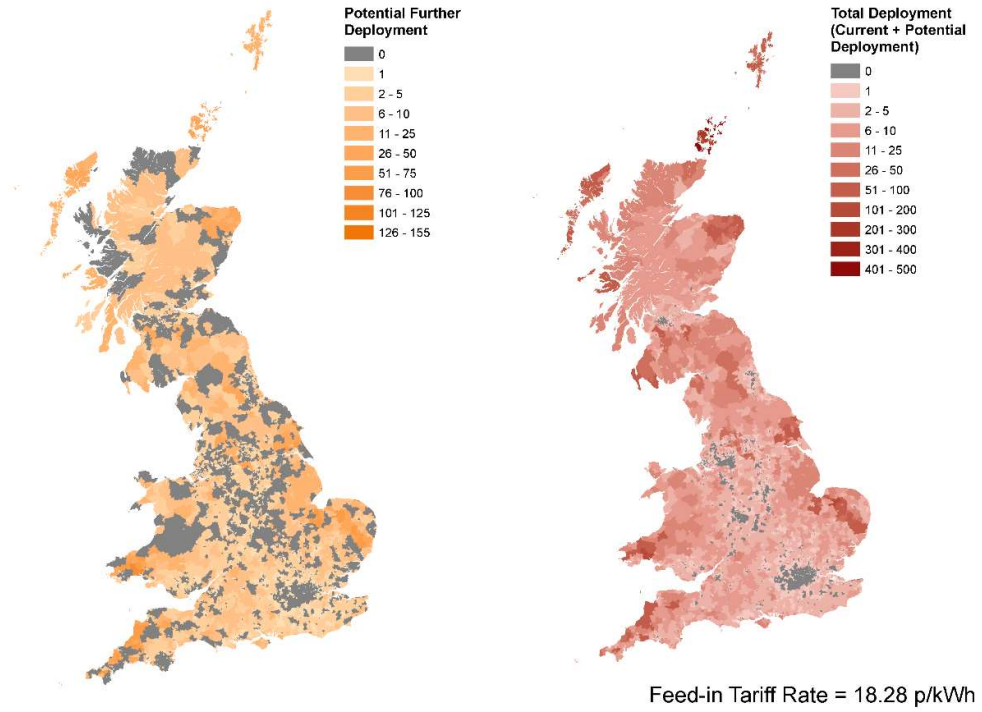 Potential Further
Deployment
0
1
2 - 5
6 - 10
11 - 25
26 - 50
51 - 75
76 - 100
101 - 125
126 - 155
Total Deployment
(Current + Potential
Deployment)
0
1
2 - 5
6 - 10
11 - 25
26 - 50
51 - 100
101 - 200
201 - 300
301 - 400
401 - 500
Feed-in Tariff Rate = 18.28 p/kWh